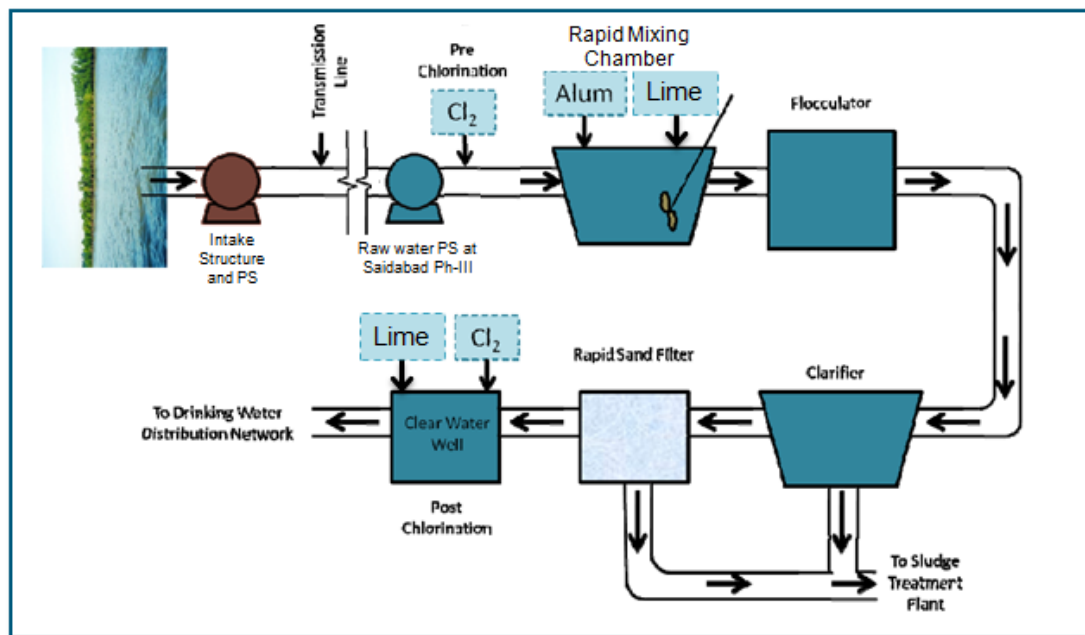 Transmission
Line
Pre
Chlorination
Cl2
Rapid Mixing
Chamber
Alum
Lime
Flocculator
Intake
Structure
and PS
Raw water PS at
Saidabad Ph-III
Lime
Cl2
Rapid Sand Filter
Clarifier
To Drinking Water
Distribution Network
Clear Water
Well
Post
Chlorination
To Sludge
Treatment
Plant